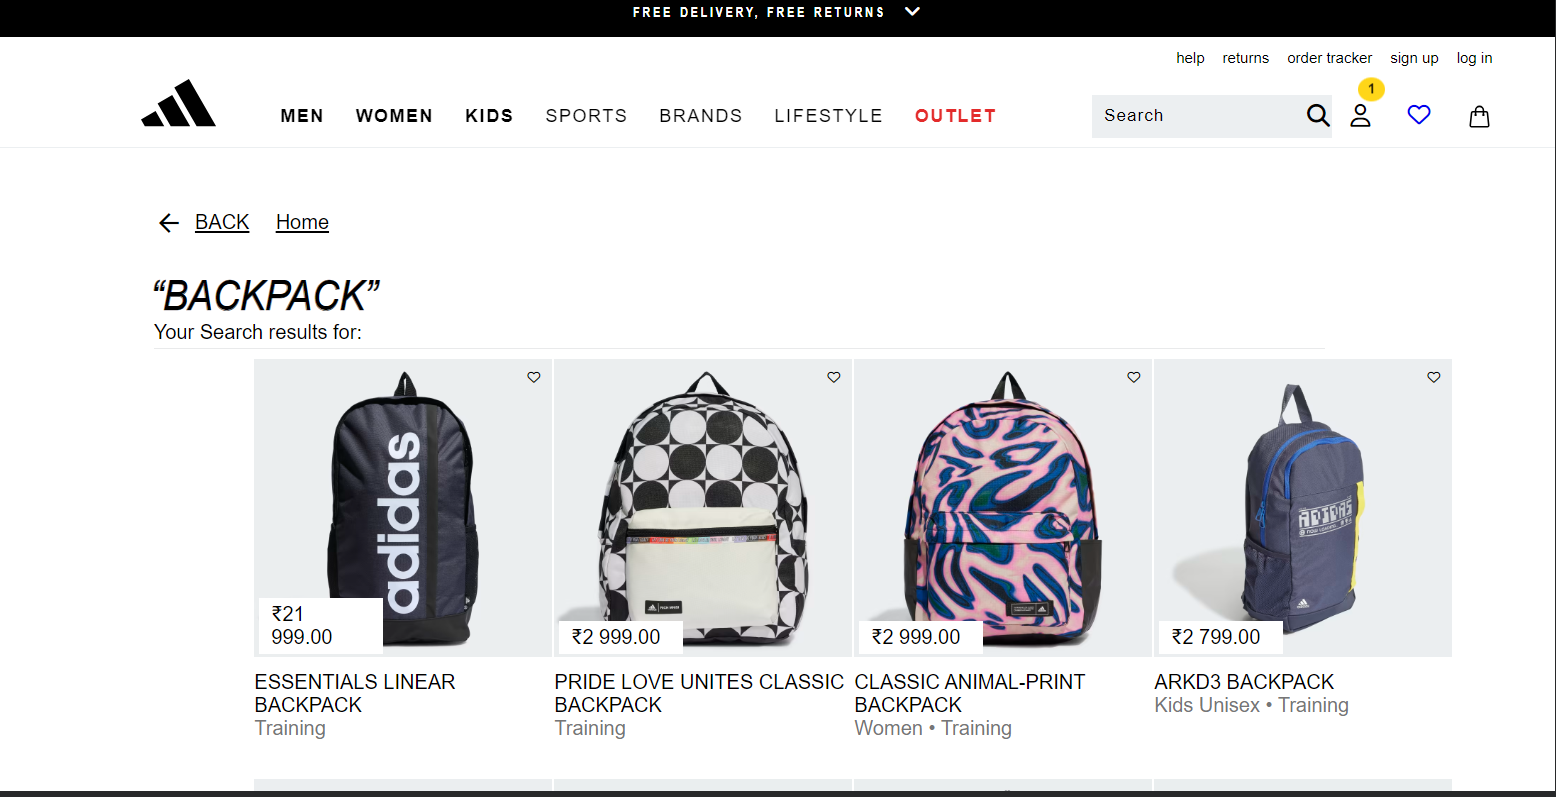 FREE DELIVERY, FREE RETURNS
help returns order tracker sign up log in
1
MEN WOMEN KIDS SPORTS BRANDS LIFESTYLE OUTLET Search
BACK Home
“BACKPACK”
Your Search results for:
adidas
ADIDAS
₹21
999.00
₹2 999.00
₹2 999.00
₹2 799.00
ESSENTIALS LINEAR
BACKPACK
Training
PRIDE LOVE UNITES CLASSIC
BACKPACK
Training
CLASSIC ANIMAL-PRINT
BACKPACK
Women • Training
ARKD3 BACKPACK
Kids Unisex • Training